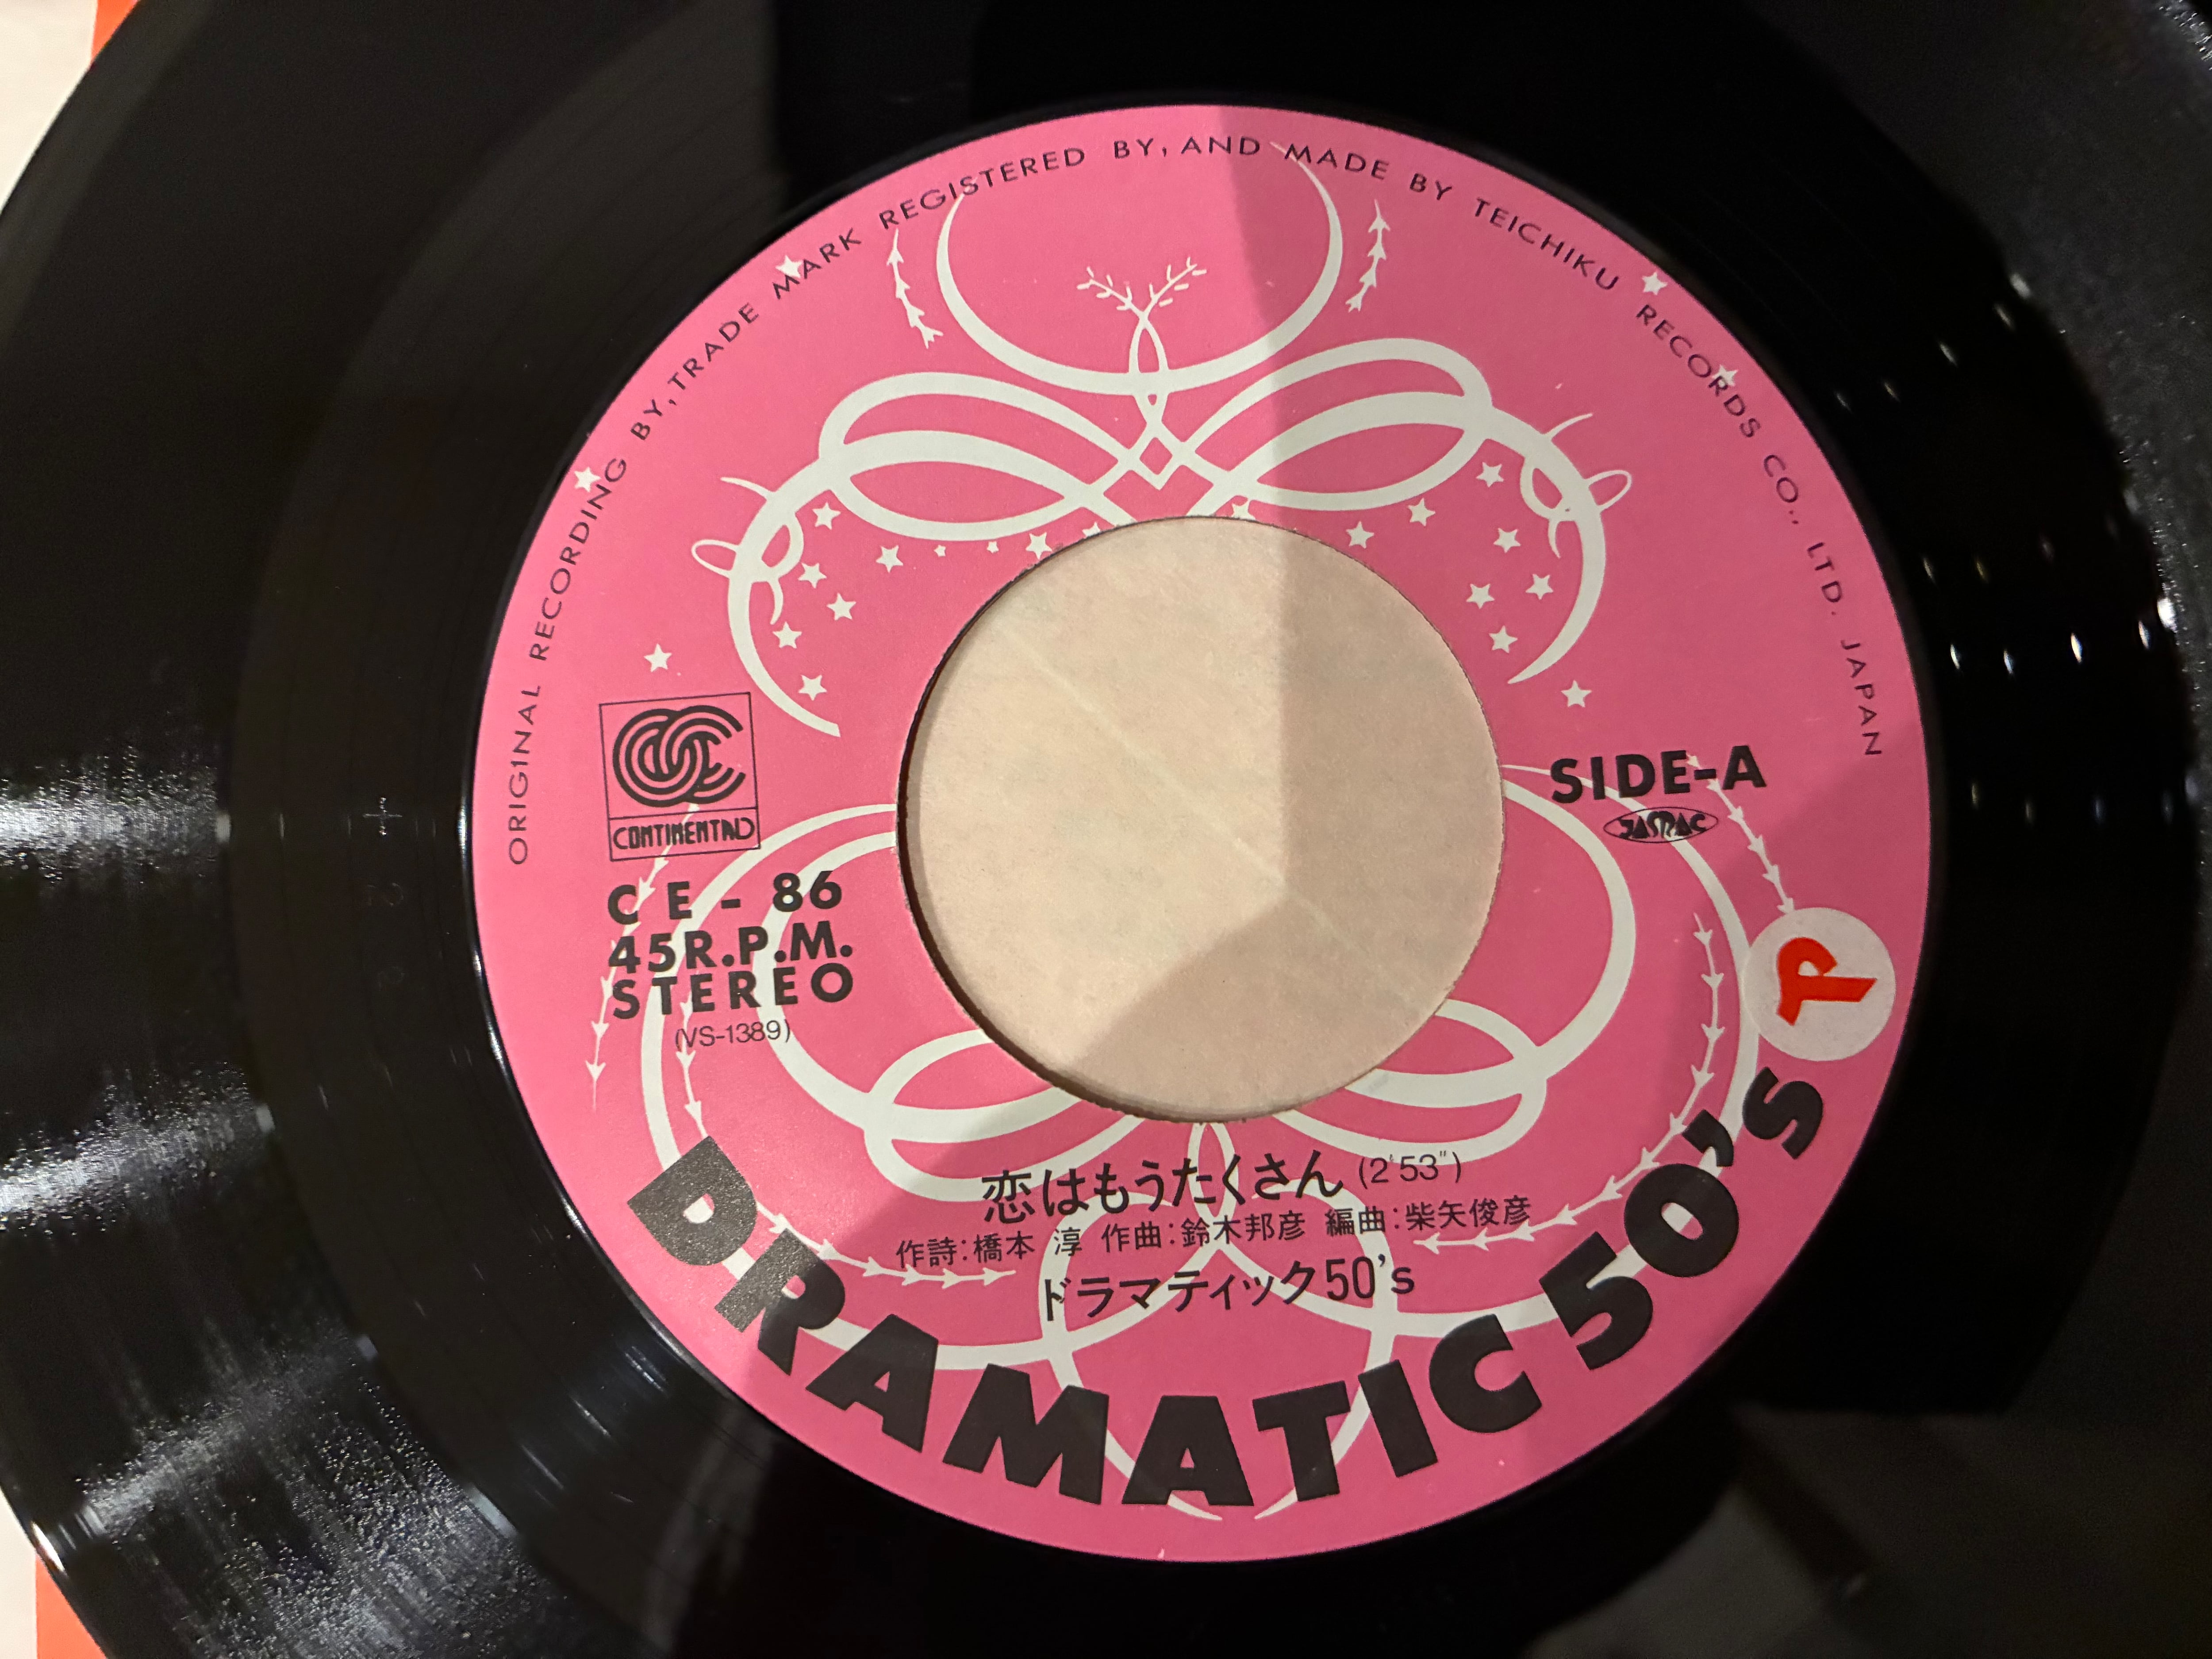 ORIGINAL RECORDING BY, TRADE MARK REGISTERED BY, AND MADE BY TEICHIKU RECORDS CO., LTD. JAPAN
CONTINENTAL
SIDE-A
JASRAC
CE-86
45R.P.M.
STEREO
(VS-1389)
P
恋はもうたくさん (2'53")
作詩:橋本 淳 作曲:鈴木邦彦 編曲:柴矢俊彦
ドラマティック50's
DRAMATIC 50's